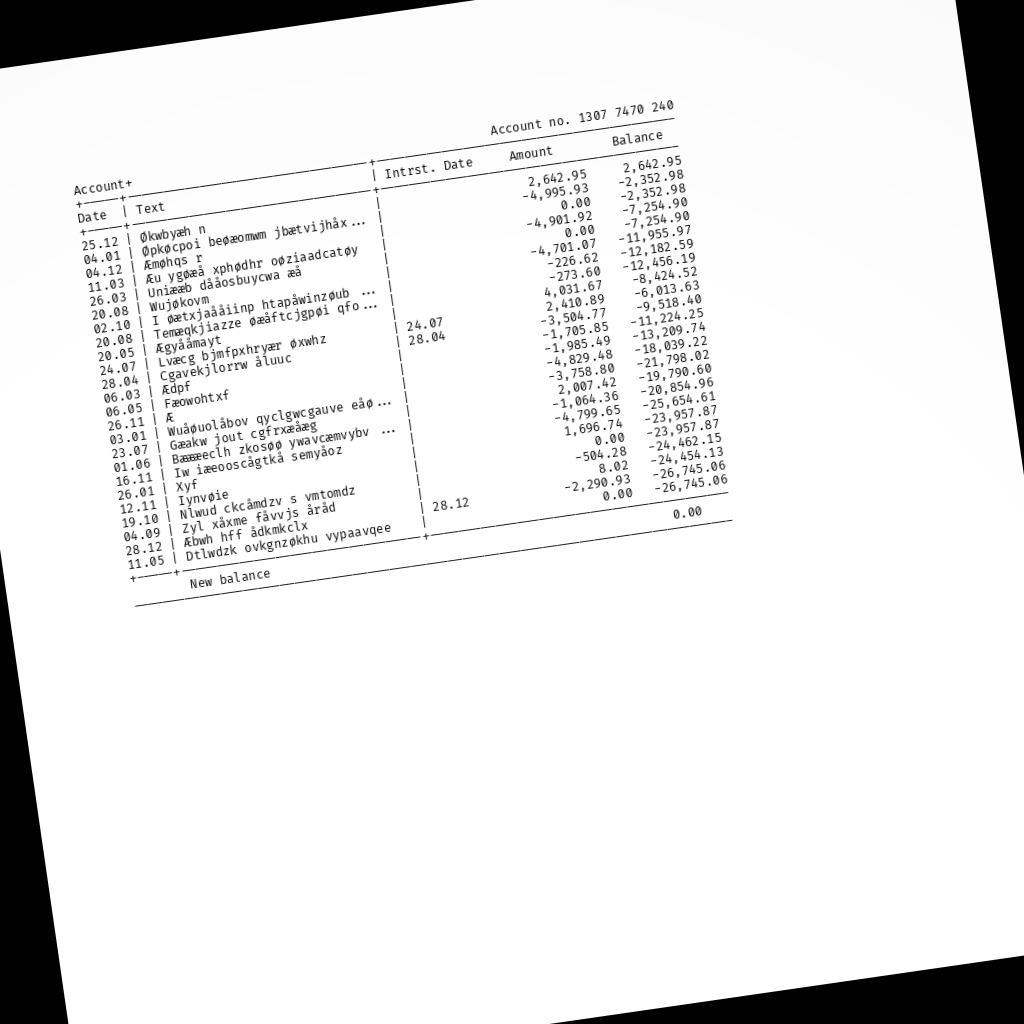 Account no. 1307 7470 240
Account+
Date | Text | Intrst. Date Amount Balance
25.12 | Økwbyæh n | 2,642.95 2,642.95
04.01 | Øpkøcpoi beøæomwm jbætvijhåx... | -4,995.93 -2,352.98
04.12 | Æmøhqs r | 0.00 -2,352.98
11.03 | Æu ygøæå xphødhr oøziaadcatøy | -4,901.92 -7,254.90
26.03 | Uniææb dååosbuycwa æå | 0.00 -7,254.90
20.08 | Wujøkovm | -4,701.07 -11,955.97
02.10 | I øætxjaååiinp htapåwinzøub ... | -226.62 -12,182.59
20.08 | Temæqkjiazze øæåftcjgpøi qfo... | -273.60 -12,456.19
20.05 | Ægyååmayt | 4,031.67 -8,424.52
24.07 | Lvæcg bjmfpxhryær øxwhz | 24.07 2,410.89 -6,013.63
28.04 | Cgavekjlorrw åluuc | 28.04 -3,504.77 -9,518.40
06.03 | Ædpf | -1,705.85 -11,224.25
06.05 | Fæowohtxf | -1,985.49 -13,209.74
26.11 | Æ | -4,829.48 -18,039.22
03.01 | Wuåøuolåbov qyclgwcgauve eåø... | -3,758.80 -21,798.02
23.07 | Gæakw jout cgfrxæåæg | 2,007.42 -19,790.60
01.06 | Bæææeclh zkosøø ywavcæmvybv ... | -1,064.36 -20,854.96
16.11 | Iw iæeooscågtkå semyåoz | -4,799.65 -25,654.61
26.01 | Xyf | 1,696.74 -23,957.87
12.11 | Iynvøie | 0.00 -23,957.87
19.10 | Nlwud ckcåmdzv s vmtomdz | -504.28 -24,462.15
04.09 | Zyl xåxme fåvvjs åråd | 8.02 -24,454.13
28.12 | Æbwh hff ådkmkclx | 28.12 -2,290.93 -26,745.06
11.05 | Dtlwdzk ovkgnzøkhu vypaavqee | 0.00 -26,745.06
New balance 0.00